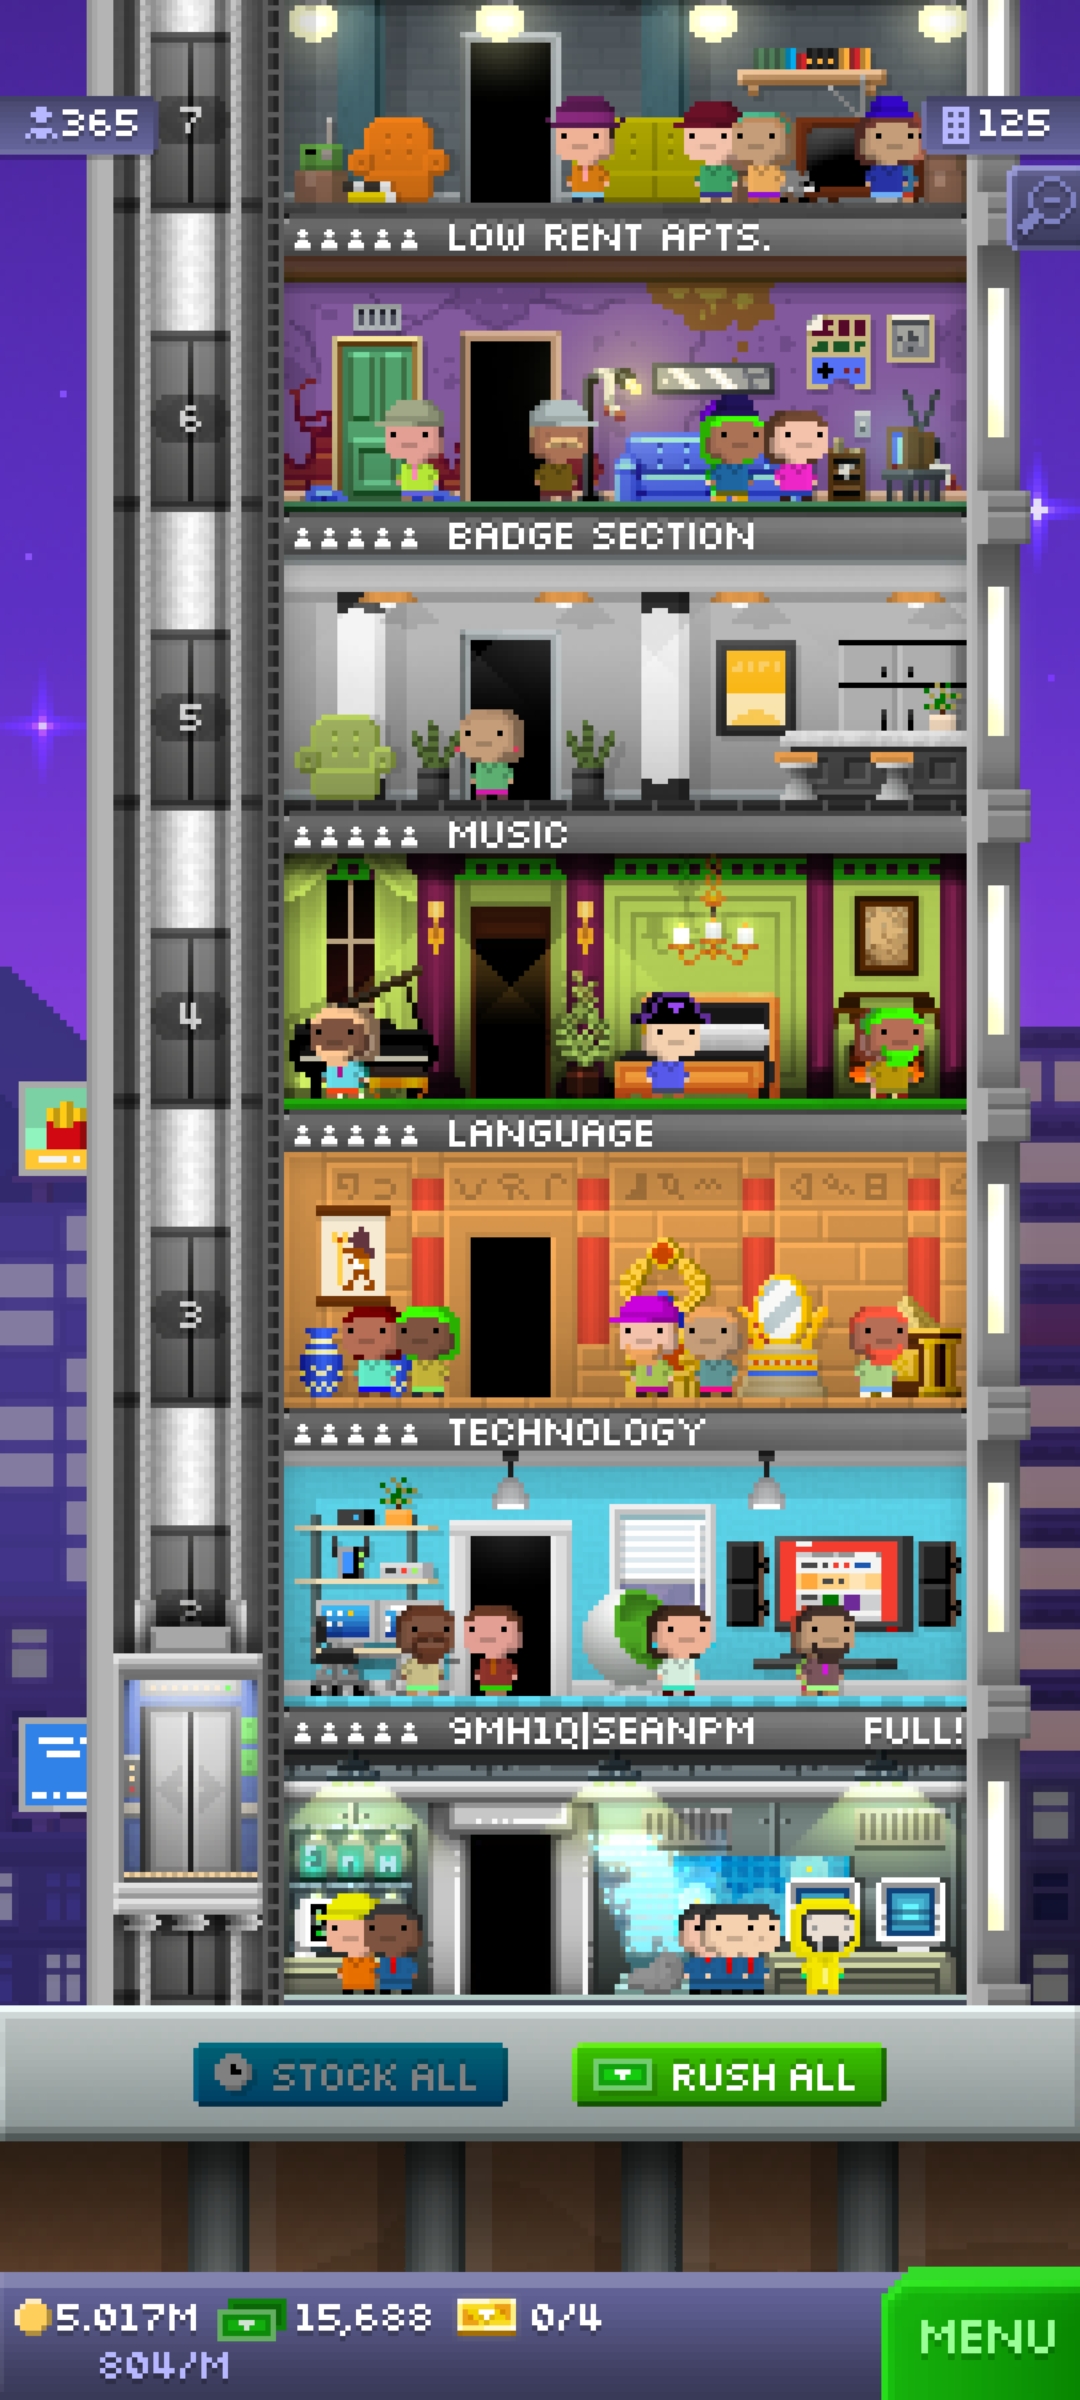 7
365
125
LOW RENT APTS.
6
BADGE SECTION
5
MUSIC
4
LANGUAGE
3
TECHNOLOGY
2
9MH1Q|SEANPM FULL!
STOCK ALL
RUSH ALL
5.017M 15,688 0/4
804/M
MENU